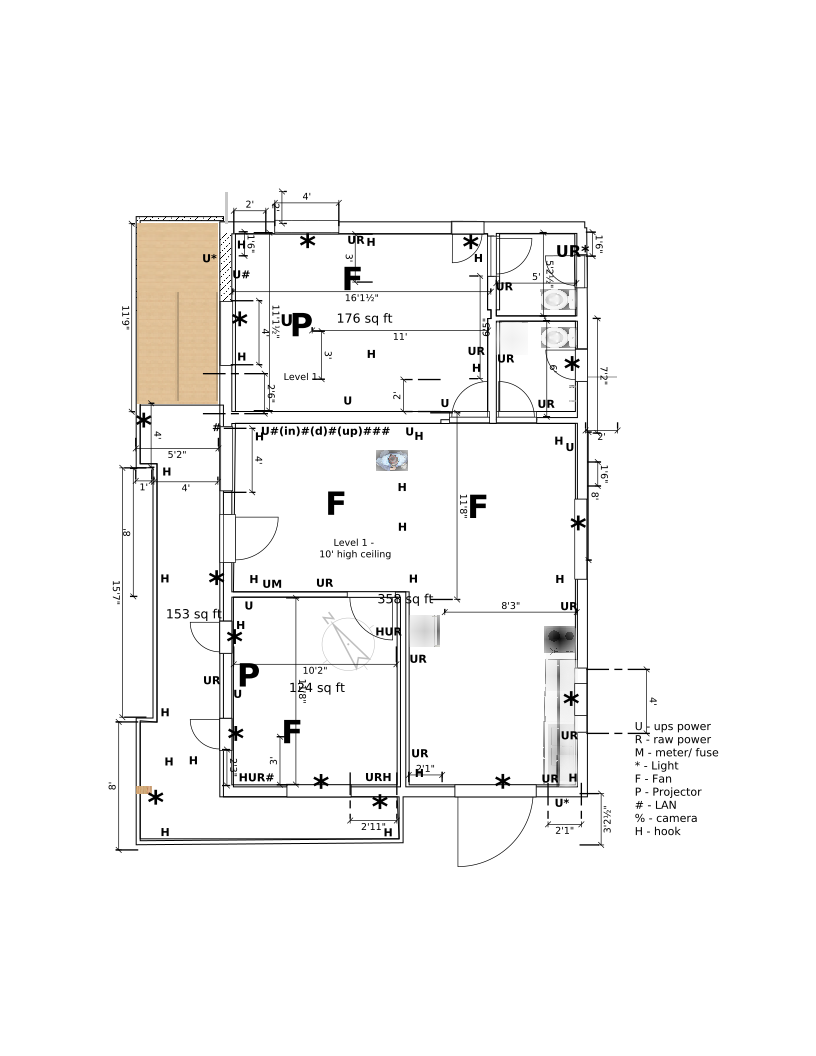 4'
2'
2'
UR
H
H
1'6"
3'
H
UR*
1'6"
U*
U#
F
5'2½"
5'
UR
16'1½"
11'9"
11'1½"
4'
U
P
176 sq ft
9'5"
11'
3'
H
H
UR
UR
H
6'
7'2"
Level 1
2'6"
2'
U
U
UR
#
H
U#(in)#(d)#(up)###
U
H
H
U
2'
4'
5'2"
4'
H
1'6"
1'
4'
H
8'
F
11'8"
F
8'
H
Level 1 -
10' high ceiling
15'7"
H
H
UM
UR
H
H
358 sq ft
U
8'3"
UR
153 sq ft
H
HUR
UR
10'2"
P
UR
U
124 sq ft
4'
H
F
U - ups power
R - raw power
M - meter/ fuse
* - Light
F - Fan
P - Projector
# - LAN
% - camera
H - hook
UR
UR
H
H
3'
2'3"
2'1"
H
HUR#
URH
UR
H
8'
U*
2'11"
2'1"
3'2½"
H
H